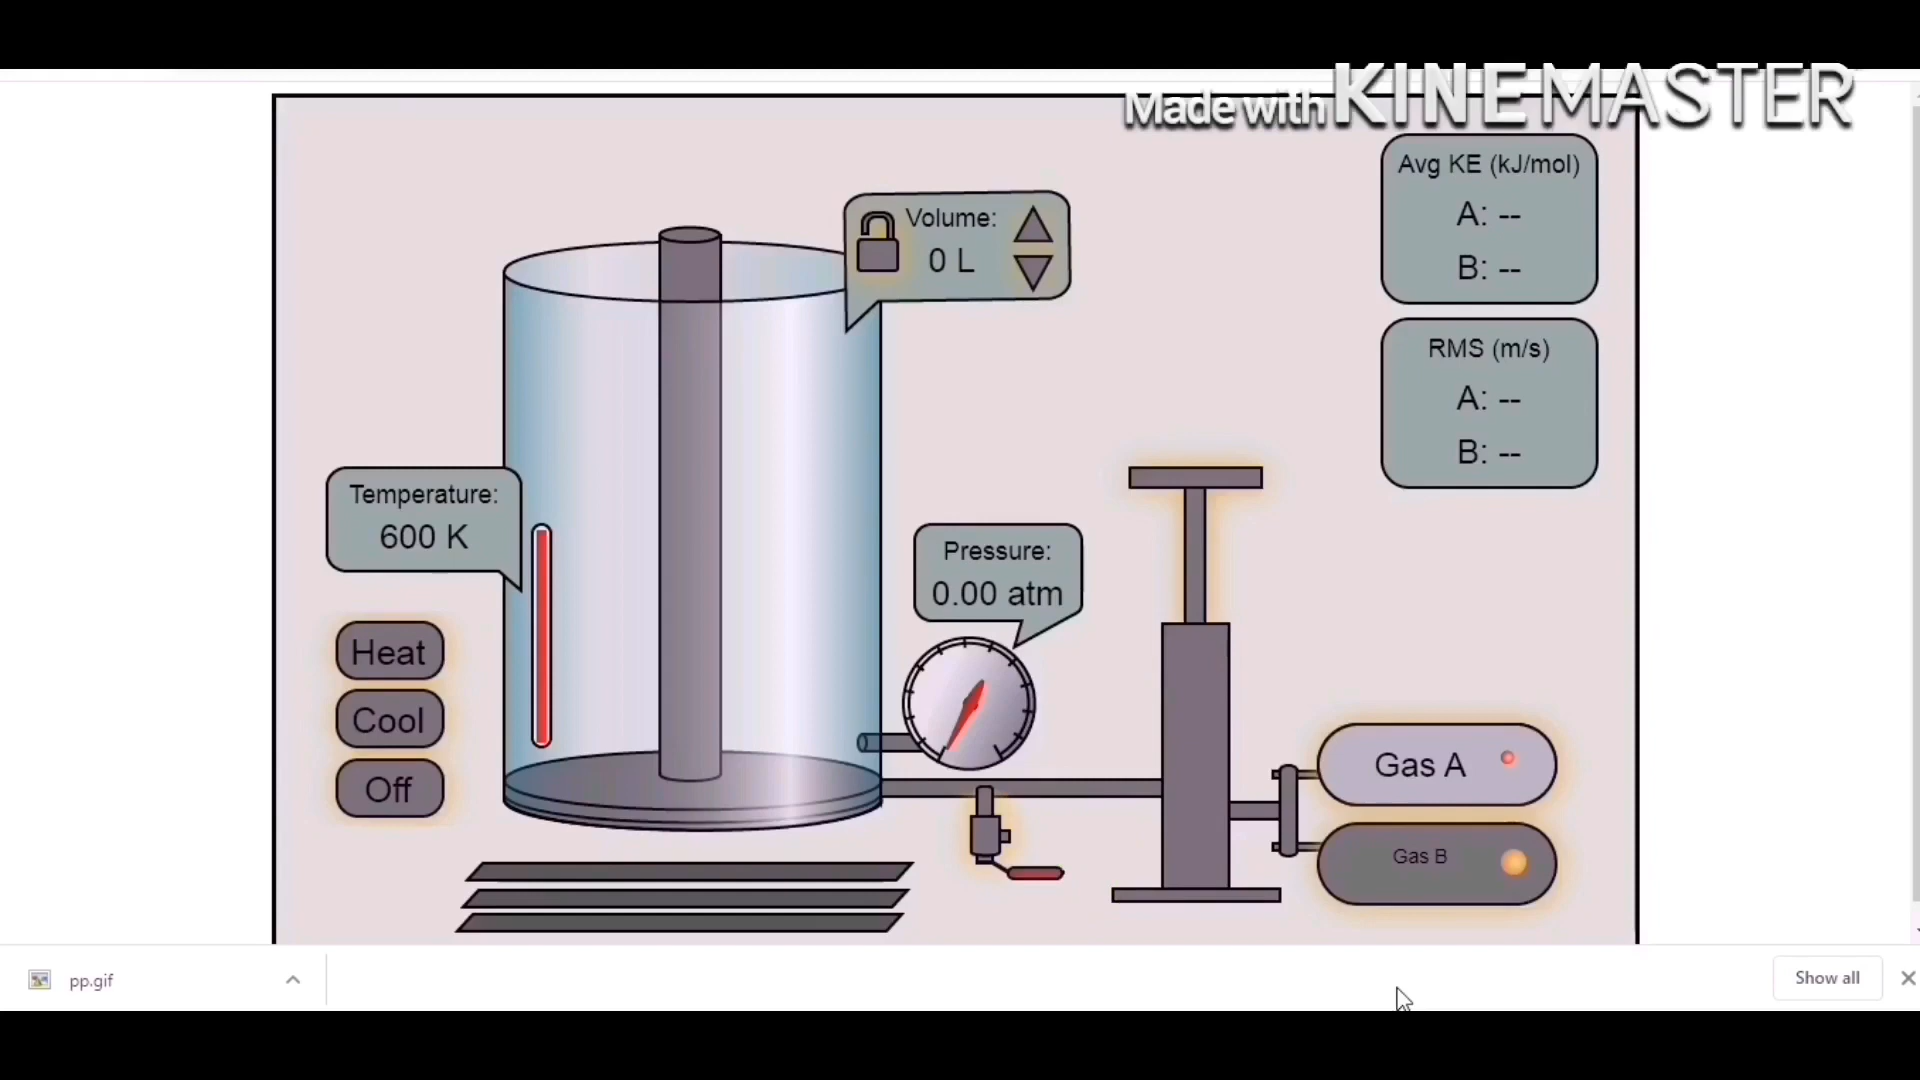 Made with KINEMASTER
Avg KE (kJ/mol)
A: --
B: --
Volume:
0 L
RMS (m/s)
A: --
B: --
Temperature:
600 K
Pressure:
0.00 atm
Heat
Cool
Off
Gas A
Gas B
pp.gif
Show all